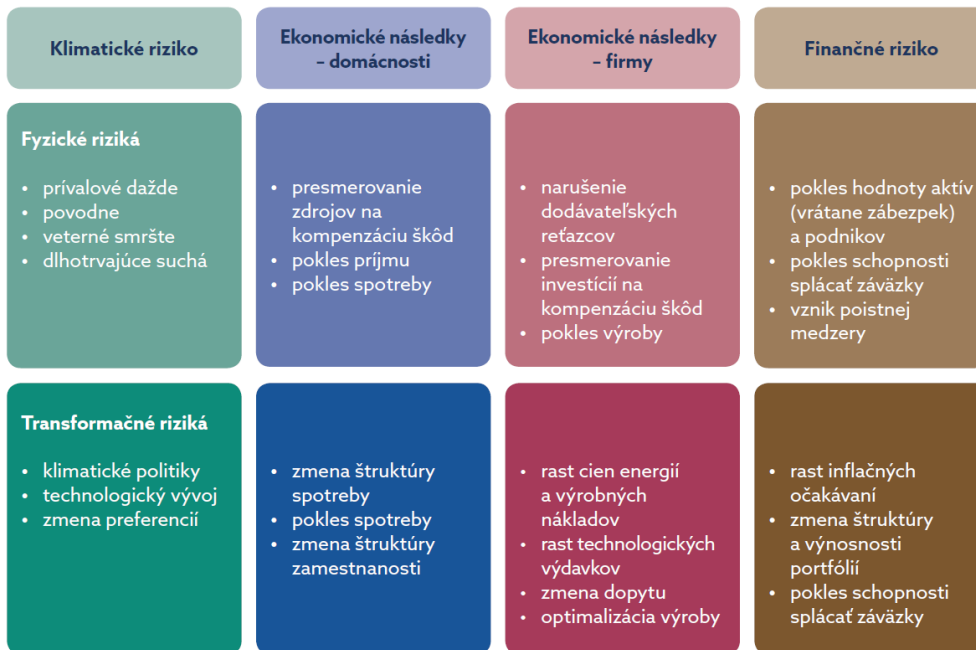 Klimatické riziko
Ekonomické následky
– domácnosti
Ekonomické následky
– firmy
Finančné riziko
Fyzické riziká
• prívalové dažde
• povodne
• veterné smršte
• dlhotrvajúce suchá
• presmerovanie
zdrojov na
kompenzáciu škôd
• pokles príjmu
• pokles spotreby
• narušenie
dodávateľských
reťazcov
• presmerovanie
investícií na
kompenzáciu škôd
• pokles výroby
• pokles hodnoty aktív
(vrátane zábezpek)
a podnikov
• pokles schopnosti
splácať záväzky
• vznik poistnej
medzery
Transformačné riziká
• klimatické politiky
• technologický vývoj
• zmena preferencií
• zmena štruktúry
spotreby
• pokles spotreby
• zmena štruktúry
zamestnanosti
• rast cien energií
a výrobných
nákladov
• rast technologických
výdavkov
• zmena dopytu
• optimalizácia výroby
• rast inflačných
očakávaní
• zmena štruktúry
a výnosnosti
portfólií
• pokles schopnosti
splácať záväzky